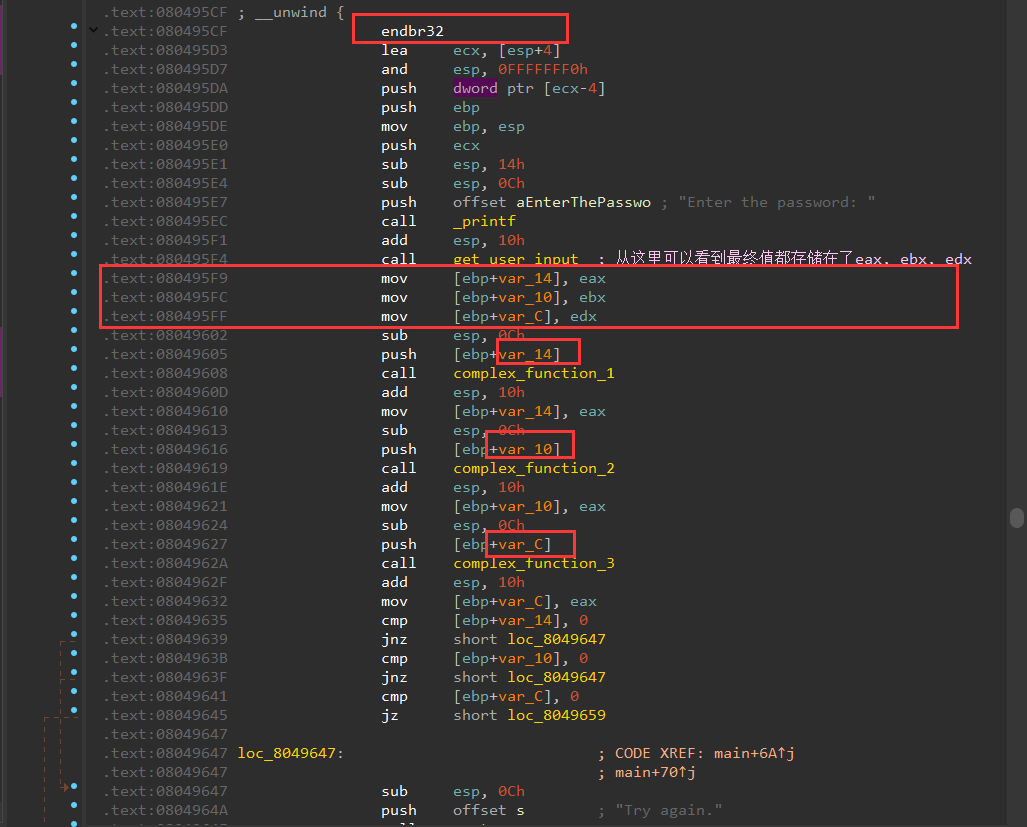 .text:080495CF ; __unwind {
.text:080495CF endbr32
.text:080495D3 lea ecx, [esp+4]
.text:080495D7 and esp, 0FFFFFFF0h
.text:080495DA push dword ptr [ecx-4]
.text:080495DD push ebp
.text:080495DE mov ebp, esp
.text:080495E0 push ecx
.text:080495E1 sub esp, 14h
.text:080495E4 sub esp, 0Ch
.text:080495E7 push offset aEnterThePasswo ; "Enter the password: "
.text:080495EC call _printf
.text:080495F1 add esp, 10h
.text:080495F4 call get_user_input ; 从这里可以看到最终值都存储在了eax, ebx, edx
.text:080495F9 mov [ebp+var_14], eax
.text:080495FC mov [ebp+var_10], ebx
.text:080495FF mov [ebp+var_C], edx
.text:08049602 sub esp, 0Ch
.text:08049605 push [ebp+var_14]
.text:08049608 call complex_function_1
.text:0804960D add esp, 10h
.text:08049610 mov [ebp+var_14], eax
.text:08049613 sub esp, 0Ch
.text:08049616 push [ebp+var_10]
.text:08049619 call complex_function_2
.text:0804961E add esp, 10h
.text:08049621 mov [ebp+var_10], eax
.text:08049624 sub esp, 0Ch
.text:08049627 push [ebp+var_C]
.text:0804962A call complex_function_3
.text:0804962F add esp, 10h
.text:08049632 mov [ebp+var_C], eax
.text:08049635 cmp [ebp+var_14], 0
.text:08049639 jnz short loc_8049647
.text:0804963B cmp [ebp+var_10], 0
.text:0804963F jnz short loc_8049647
.text:08049641 cmp [ebp+var_C], 0
.text:08049645 jz short loc_8049659
.text:08049647
.text:08049647 loc_8049647: ; CODE XREF: main+6A↑j
.text:08049647 ; main+70↑j
.text:08049647 sub esp, 0Ch
.text:0804964A push offset s ; "Try again."